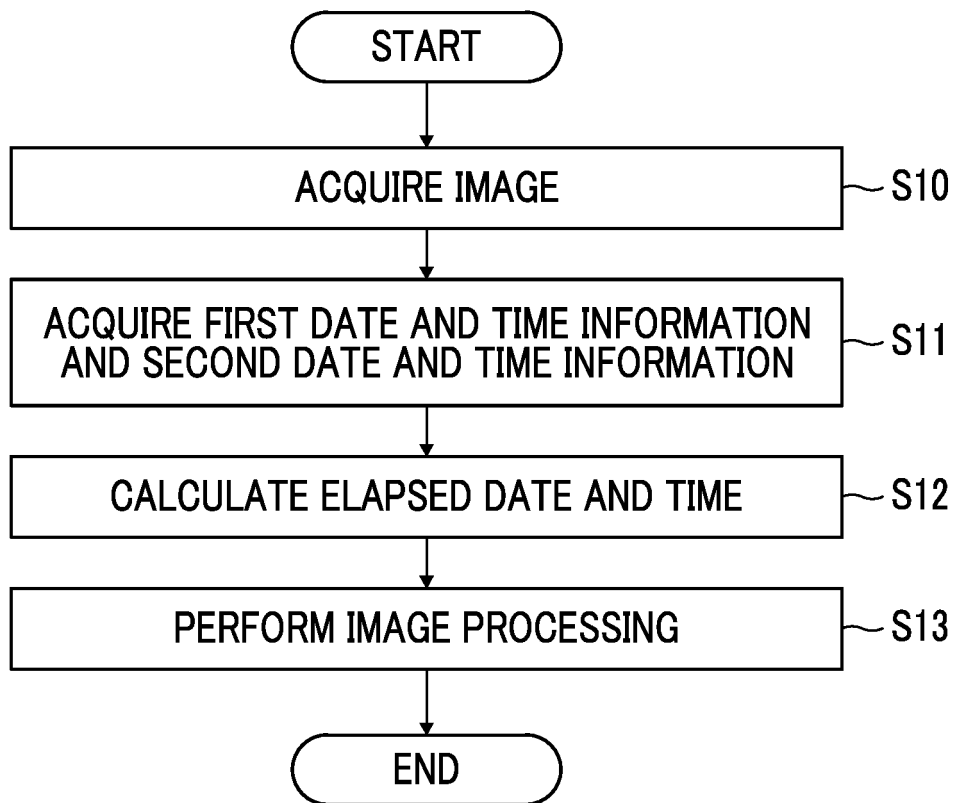 START
ACQUIRE IMAGE
S10
ACQUIRE FIRST DATE AND TIME INFORMATION
AND SECOND DATE AND TIME INFORMATION
S11
CALCULATE ELAPSED DATE AND TIME
S12
PERFORM IMAGE PROCESSING
S13
END